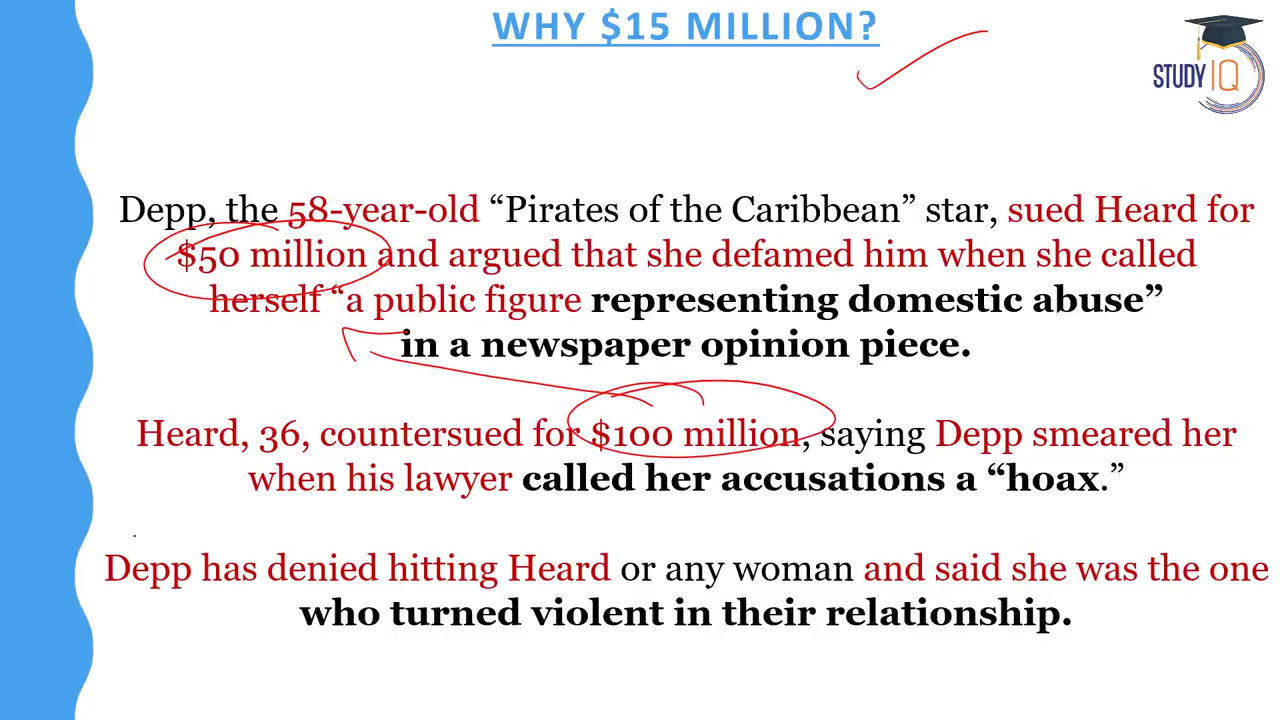 WHY $15 MILLION?
STUDY IQ
Depp, the 58-year-old “Pirates of the Caribbean” star, sued Heard for
$50 million and argued that she defamed him when she called
herself “a public figure representing domestic abuse”
in a newspaper opinion piece.
Heard, 36, countersued for $100 million, saying Depp smeared her
when his lawyer called her accusations a “hoax.”
Depp has denied hitting Heard or any woman and said she was the one
who turned violent in their relationship.